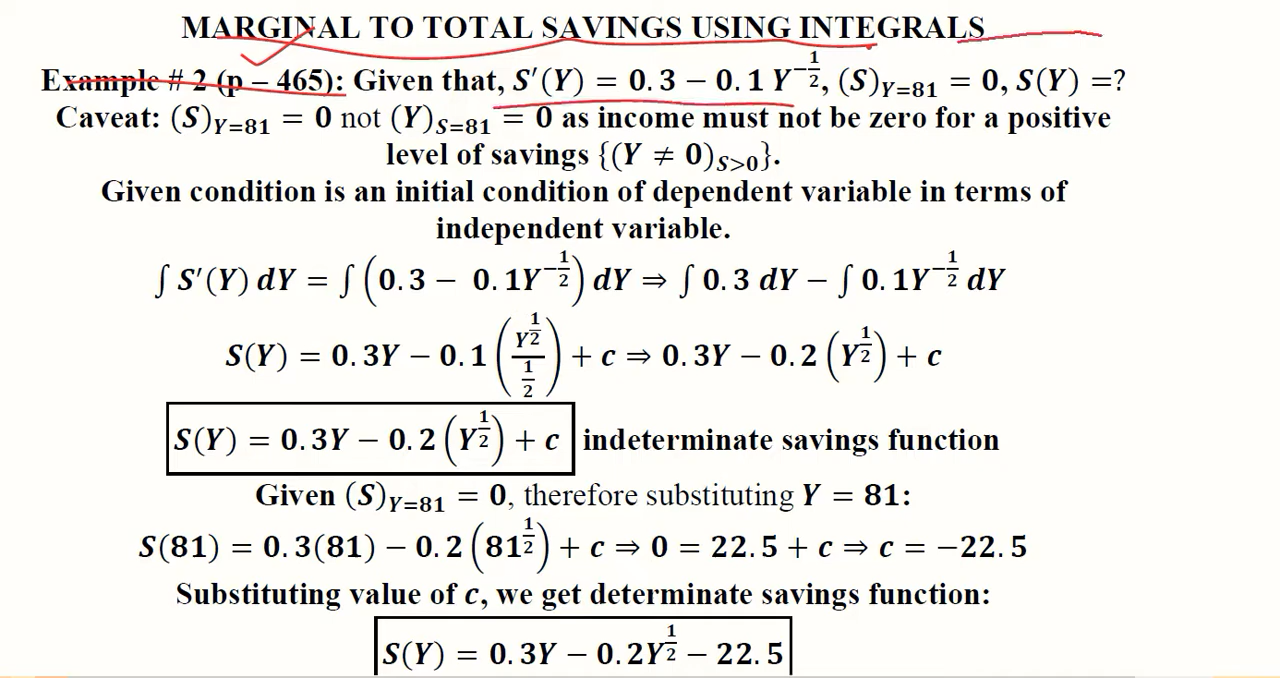 MARGINAL TO TOTAL SAVINGS USING INTEGRALS
Example # 2 (p – 465): Given that, S′(Y) = 0.3 − 0.1 Y^{−1/2}, (S)_{Y=81} = 0, S(Y) =?
Caveat: (S)_{Y=81} = 0 not (Y)_{S=81} = 0 as income must not be zero for a positive
level of savings {(Y ≠ 0)_{S>0}}.
Given condition is an initial condition of dependent variable in terms of
independent variable.
∫ S′(Y) dY = ∫ (0.3 − 0.1Y^{−1/2}) dY ⇒ ∫ 0.3 dY − ∫ 0.1Y^{−1/2} dY
S(Y) = 0.3Y − 0.1 (Y^{1/2} / (1/2)) + c ⇒ 0.3Y − 0.2 (Y^{1/2}) + c
S(Y) = 0.3Y − 0.2 (Y^{1/2}) + c indeterminate savings function
Given (S)_{Y=81} = 0, therefore substituting Y = 81:
S(81) = 0.3(81) − 0.2 (81^{1/2}) + c ⇒ 0 = 22.5 + c ⇒ c = −22.5
Substituting value of c, we get determinate savings function:
S(Y) = 0.3Y − 0.2Y^{1/2} − 22.5